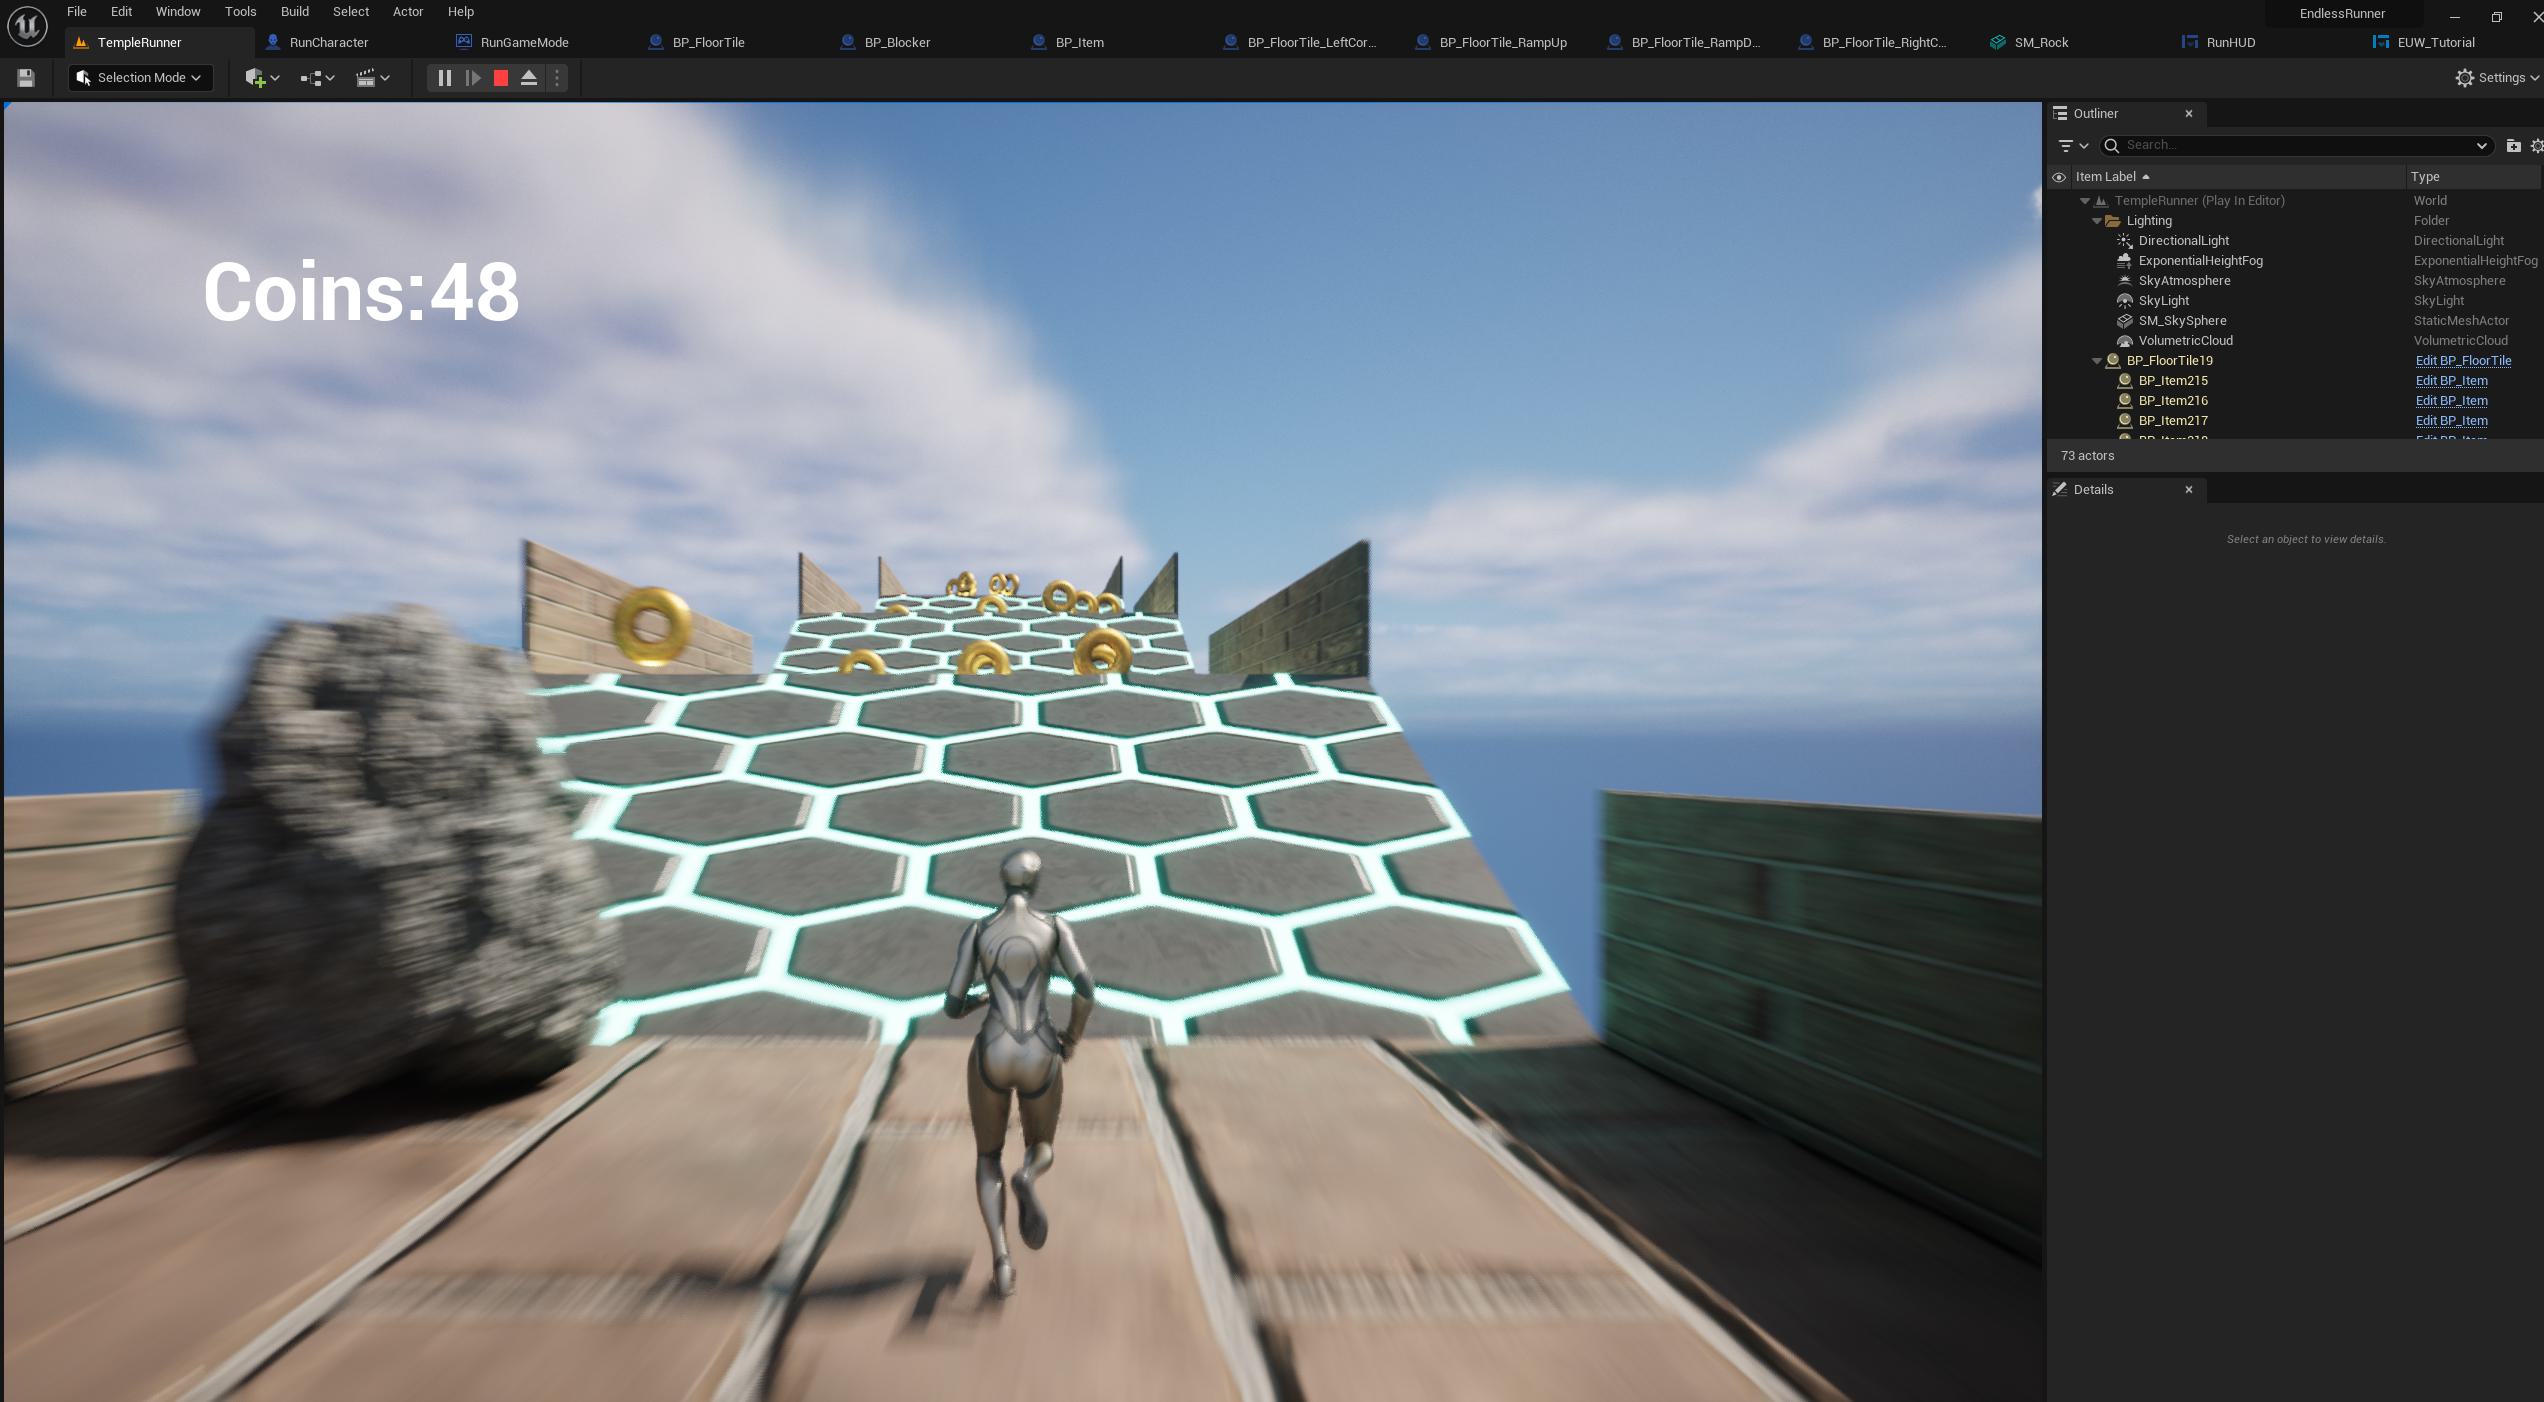 File Edit Window Tools Build Select Actor Help
EndlessRunner
TempleRunner RunCharacter RunGameMode BP_FloorTile BP_Blocker BP_Item BP_FloorTile_LeftCor... BP_FloorTile_RampUp BP_FloorTile_RampD... BP_FloorTile_RightC... SM_Rock RunHUD EUW_Tutorial
Selection Mode
Settings
Outliner
Search...
Item Label Type
TempleRunner (Play In Editor) World
Lighting Folder
DirectionalLight DirectionalLight
ExponentialHeightFog ExponentialHeightFog
SkyAtmosphere SkyAtmosphere
SkyLight SkyLight
SM_SkySphere StaticMeshActor
VolumetricCloud VolumetricCloud
BP_FloorTile19 Edit BP_FloorTile
BP_Item215 Edit BP_Item
BP_Item216 Edit BP_Item
BP_Item217 Edit BP_Item
73 actors
Details
Select an object to view details.
Coins:48